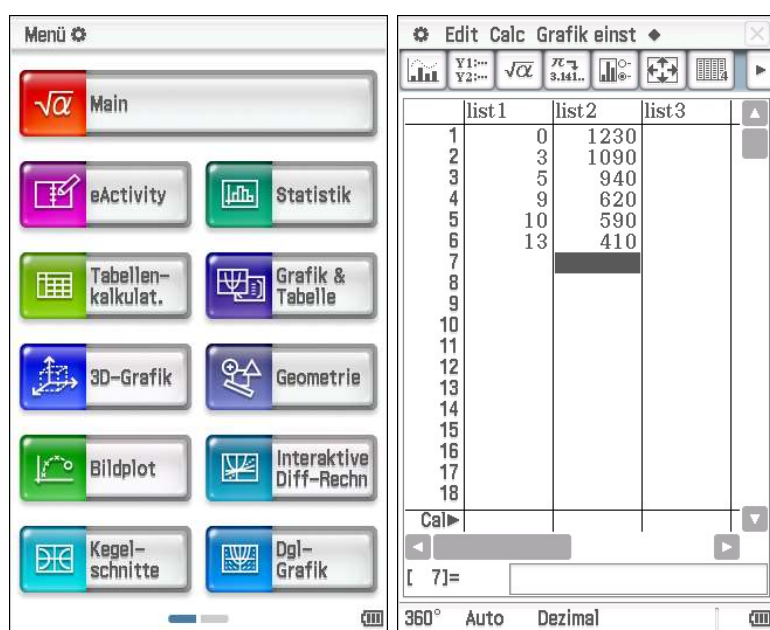 Menü
Main
eActivity
Statistik
Tabellen-
kalkulat.
Grafik &
Tabelle
3D-Grafik
Geometrie
Bildplot
Interaktive
Diff-Rechn
Kegel-
schnitte
Dgl-
Grafik
Edit Calc Grafik einst
Y1:···
Y2:···
√α
π
3.141..
4
list1 list2 list3
1 0 1230
2 3 1090
3 5 940
4 9 620
5 10 590
6 13 410
7
8
9
10
11
12
13
14
15
16
17
18
Cal▶
[ 7]=
360° Auto Dezimal